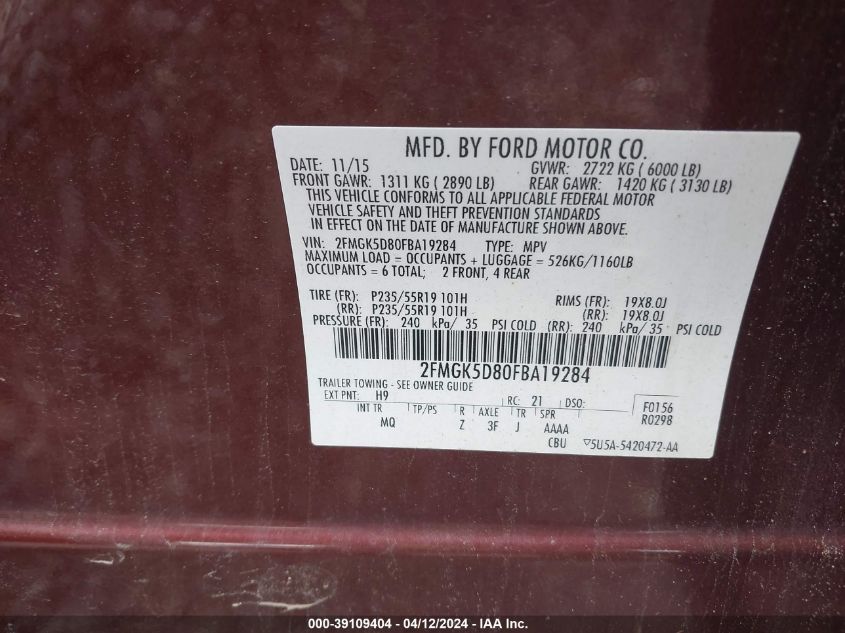 MFD. BY FORD MOTOR CO.
DATE: 11/15 GVWR: 2722 KG ( 6000 LB)
FRONT GAWR: 1311 KG ( 2890 LB) REAR GAWR: 1420 KG ( 3130 LB)
THIS VEHICLE CONFORMS TO ALL APPLICABLE FEDERAL MOTOR
VEHICLE SAFETY AND THEFT PREVENTION STANDARDS
IN EFFECT ON THE DATE OF MANUFACTURE SHOWN ABOVE.
VIN: 2FMGK5D80FBA19284 TYPE: MPV
MAXIMUM LOAD = OCCUPANTS + LUGGAGE = 526KG/1160LB
OCCUPANTS = 6 TOTAL; 2 FRONT, 4 REAR
TIRE (FR): P235/55R19 101H RIMS (FR): 19X8.0J
(RR): P235/55R19 101H (RR): 19X8.0J
PRESSURE (FR): 240 kPa/ 35 PSI COLD (RR): 240 kPa/ 35 PSI COLD
2FMGK5D80FBA19284
TRAILER TOWING - SEE OWNER GUIDE
EXT PNT: H9 RC: 21 DSO: F0156
INT TR TP/PS R AXLE TR SPR R0298
MQ Z 3F J AAAA
CBU ▽5U5A-5420472-AA
000-39109404 / 04/12/2024 - IAA Inc.